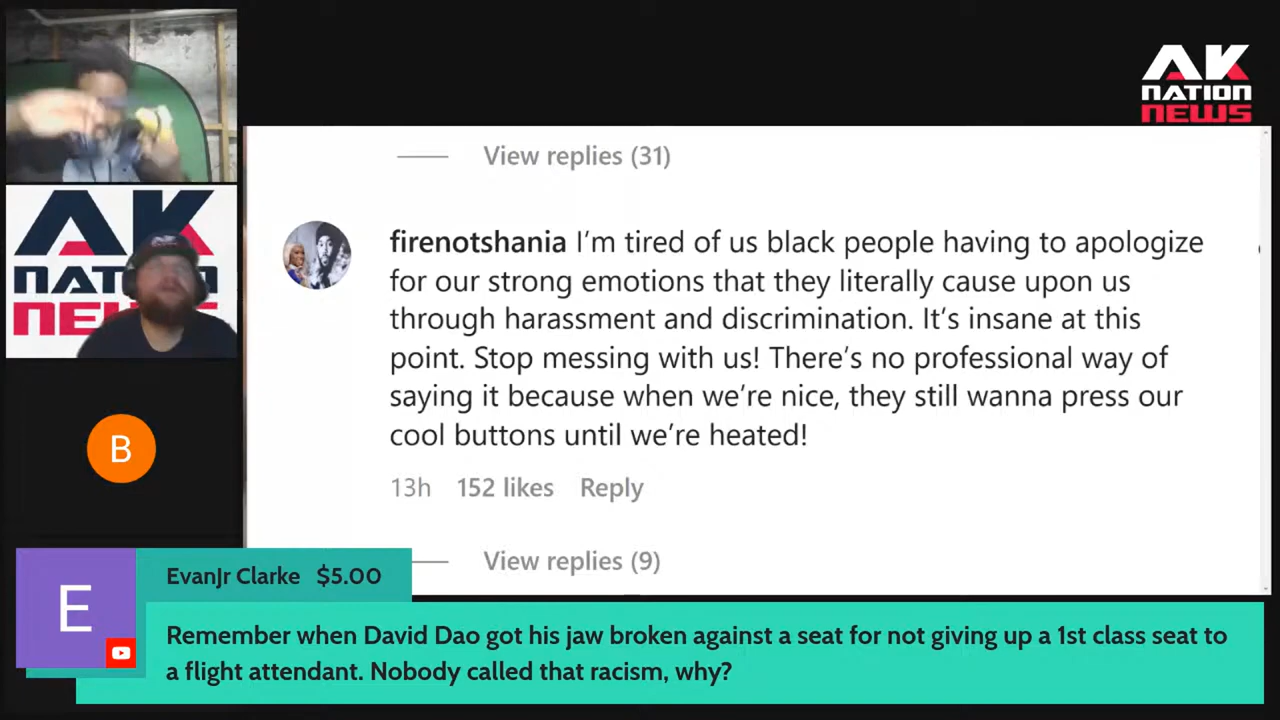 AK
NATION
NEWS
View replies (31)
firenotshania I'm tired of us black people having to apologize
for our strong emotions that they literally cause upon us
through harassment and discrimination. It's insane at this
point. Stop messing with us! There's no professional way of
saying it because when we're nice, they still wanna press our
cool buttons until we're heated!
13h 152 likes Reply
View replies (9)
AK
NATION
NEWS
B
E
EvanJr Clarke $5.00
Remember when David Dao got his jaw broken against a seat for not giving up a 1st class seat to
a flight attendant. Nobody called that racism, why?